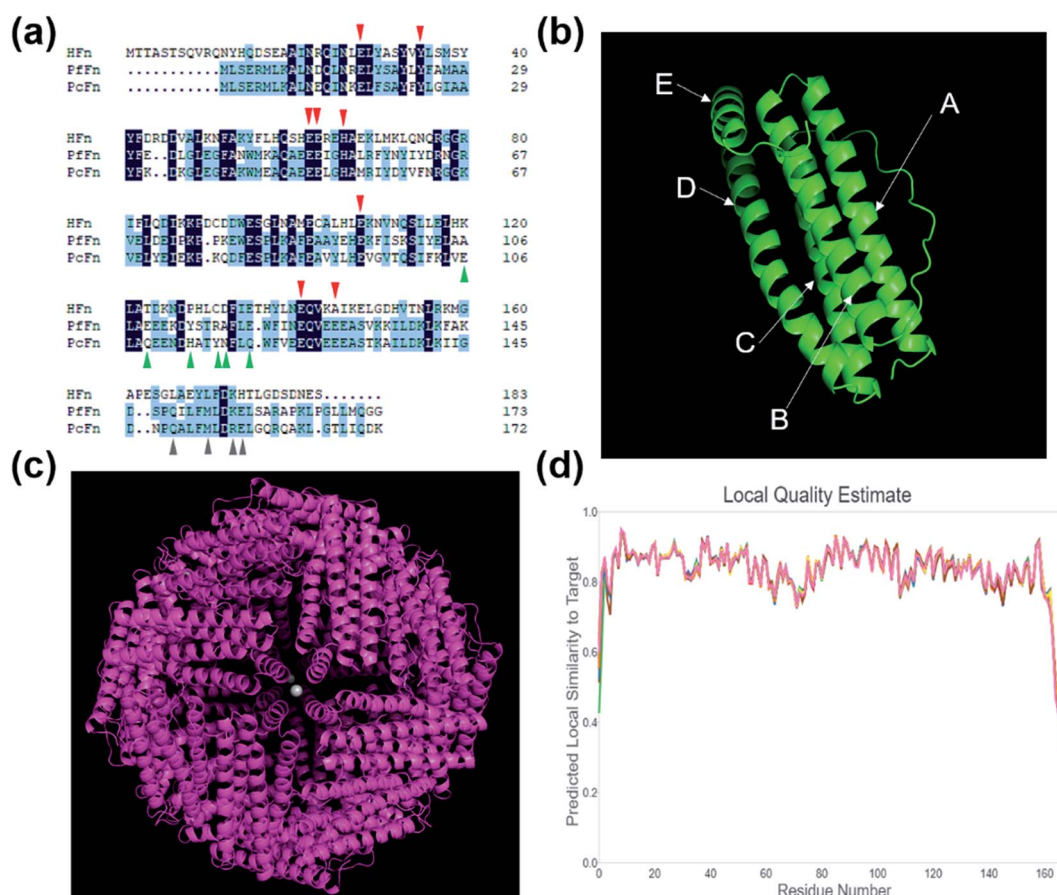 (a)
HFn MTTASTSQVRQNYHQDSEAAINRQINLELYASYVYLSMSY 40
PfFn ...........MLSERMLKALNDQLNRELYSAYLYFAMAA 29
PcFn ...........MLSERMLKALNEQINKELFSAYFYLGIAA 29
HFn YFDRDDVALKNFAKYFLHQSHEEREHAEKLMKLQNQRGGR 80
PfFn YFE..DLGLEGFANWMKAQAEEEIGHALRFYNYIYDRNGR 67
PcFn YFK..DKGLEGFAKWMEAQAEEELGHAMRIYDYVFNRGGK 67
HFn IFLQDIKKPDCDDWESGLNAMECALHLEKNVNQSLLELHK 120
PfFn VELDEIPKP.PKEWESPLKAFEAAYEHEKFISKSIYELAA 106
PcFn VELYEIEKP.KQDFESPLKAFEAVYLHEVGVTQSIFKLVE 106
HFn LATDKNDPHLCDFIETHYLNEQVKAIKELGDHVTNLRKMG 160
PfFn LAEEEKDYSTRAFLE.WFINEQVEEEASVKKILDKLKFAK 145
PcFn LAQEENDHATYNFLQ.WFVEEQVEEEASTKAILDKLKIIG 145
HFn APESGLAEYLFDKHTLGDSDNES....... 183
PfFn D..SPQILFMLDKELSARAPKLPGLLMQGG 173
PcFn D..NPQALFMLDRELGQRQAKL.GTLIQDK 172
(b)
E
A
D
C
B
(c)
(d)
Local Quality Estimate
Predicted Local Similarity to Target
1.0
0.8
0.6
0.4
0.2
0.0
0 20 40 60 80 100 120 140 160
Residue Number